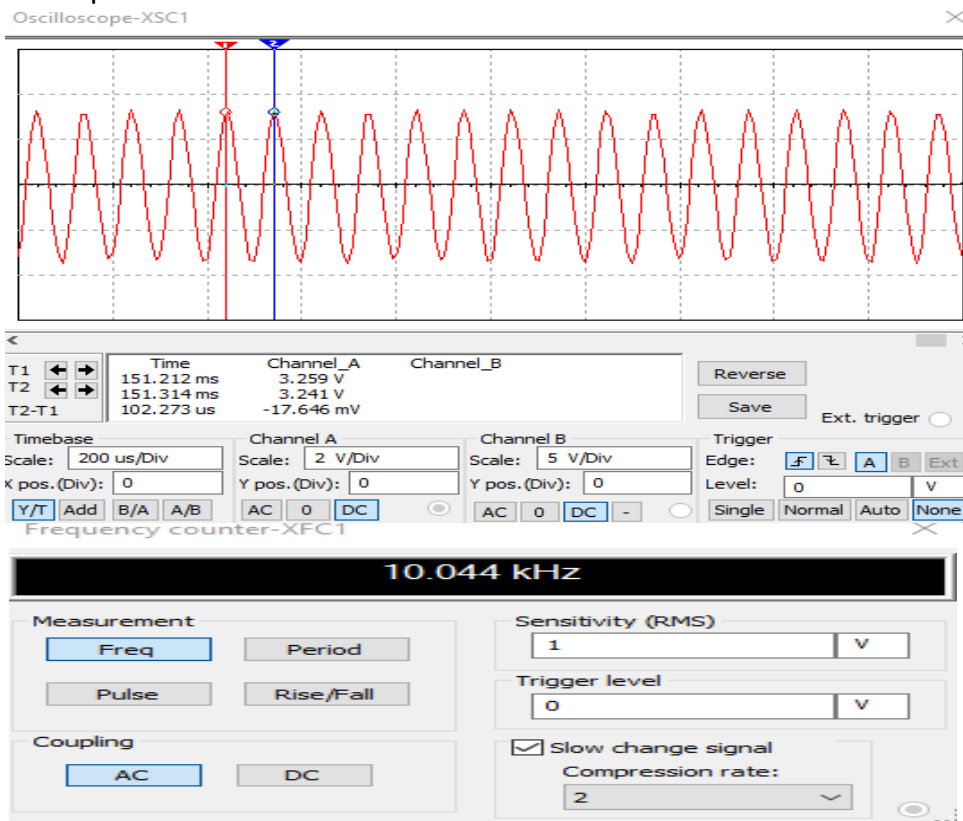 Oscilloscope-XSC1
1 2
Time Channel_A Channel_B
T1 151.212 ms 3.259 V
T2 151.314 ms 3.241 V
T2-T1 102.273 us -17.646 mV
Reverse
Save
Ext. trigger
Timebase
Scale: 200 us/Div
X pos.(Div): 0
Y/T Add B/A A/B
Channel A
Scale: 2 V/Div
Y pos.(Div): 0
AC 0 DC
Channel B
Scale: 5 V/Div
Y pos.(Div): 0
AC 0 DC -
Trigger
Edge: A B Ext
Level: 0 V
Single Normal Auto None
Frequency counter-XFC1
10.044 kHz
Measurement
Freq Period
Pulse Rise/Fall
Coupling
AC DC
Sensitivity (RMS)
1 V
Trigger level
0 V
Slow change signal
Compression rate:
2